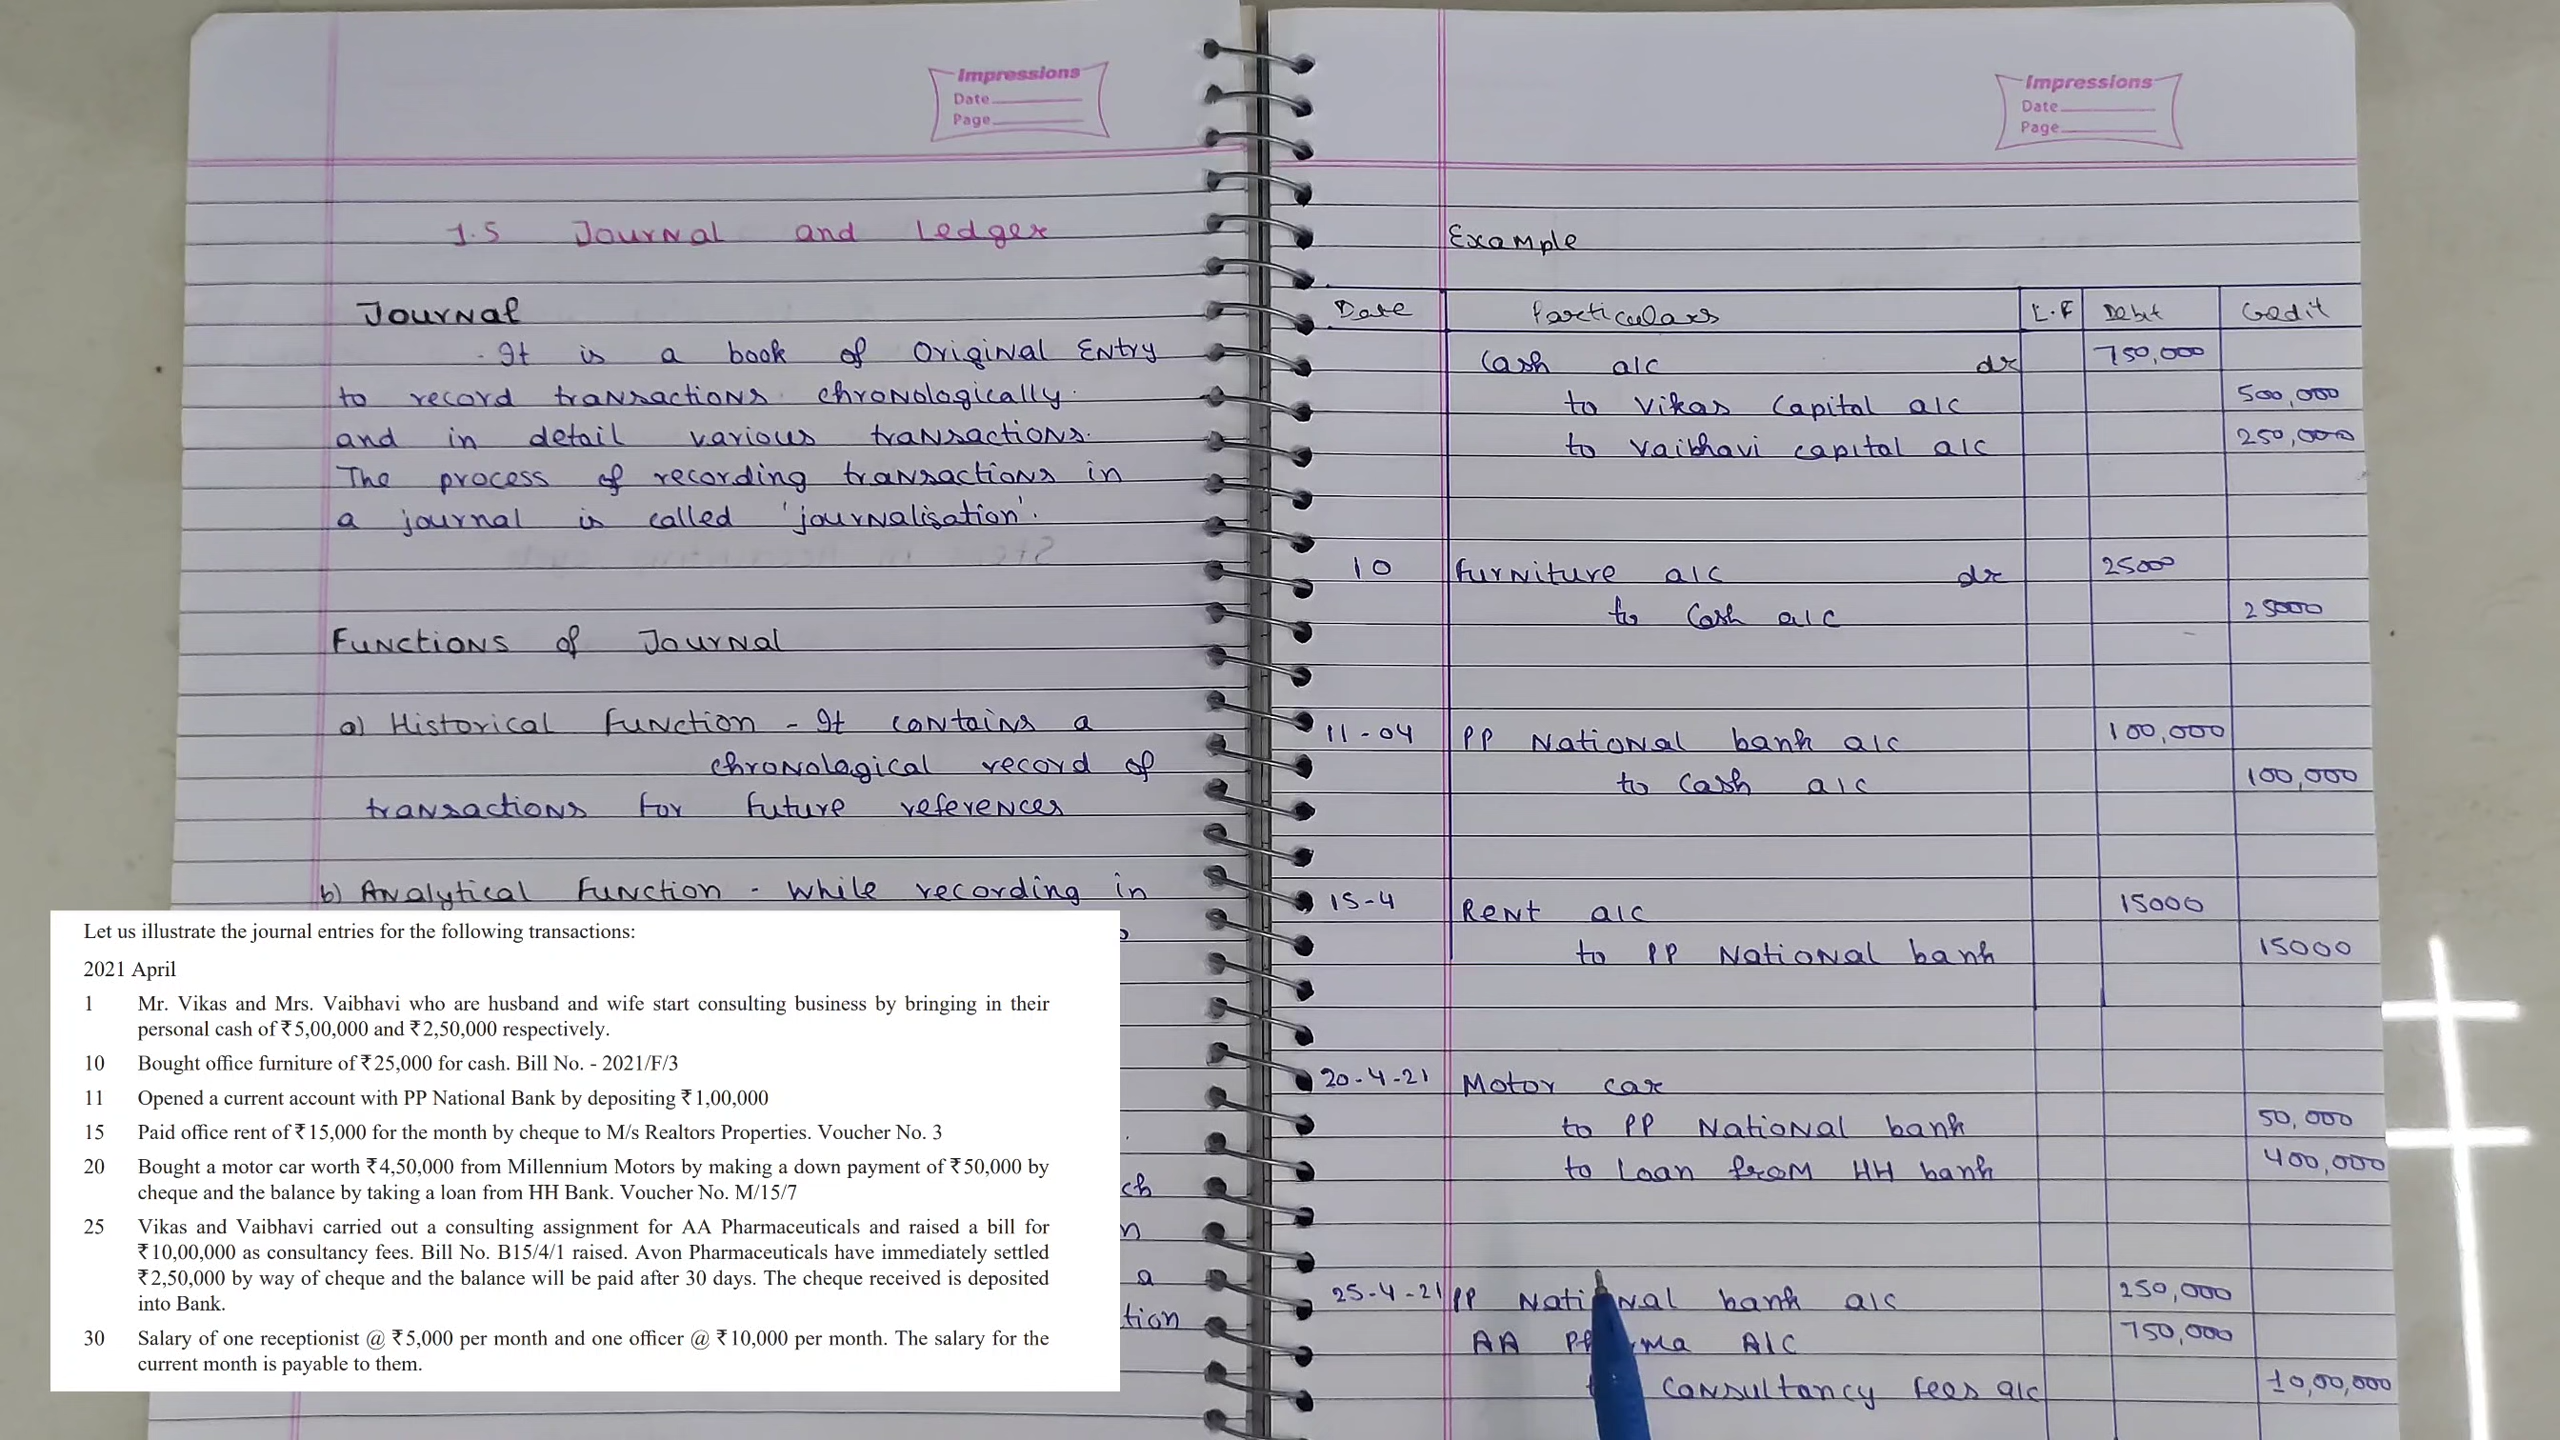 Impressions
Date
Page
1.5 Journal and Ledger
Journal
- It is a book of Original Entry
to record transactions chronologically.
and in detail various transactions.
The process of recording transactions in
a journal is called 'journalisation'.
Functions of Journal
a) Historical Function - It contains a
chronological record of
transactions for future references
b) Analytical Function - While recording in
ch
n
a
tion
Let us illustrate the journal entries for the following transactions:
2021 April
1 Mr. Vikas and Mrs. Vaibhavi who are husband and wife start consulting business by bringing in their
personal cash of ₹5,00,000 and ₹2,50,000 respectively.
10 Bought office furniture of ₹25,000 for cash. Bill No. - 2021/F/3
11 Opened a current account with PP National Bank by depositing ₹1,00,000
15 Paid office rent of ₹15,000 for the month by cheque to M/s Realtors Properties. Voucher No. 3
20 Bought a motor car worth ₹4,50,000 from Millennium Motors by making a down payment of ₹50,000 by
cheque and the balance by taking a loan from HH Bank. Voucher No. M/15/7
25 Vikas and Vaibhavi carried out a consulting assignment for AA Pharmaceuticals and raised a bill for
₹10,00,000 as consultancy fees. Bill No. B15/4/1 raised. Avon Pharmaceuticals have immediately settled
₹2,50,000 by way of cheque and the balance will be paid after 30 days. The cheque received is deposited
into Bank.
30 Salary of one receptionist @ ₹5,000 per month and one officer @ ₹10,000 per month. The salary for the
current month is payable to them.
Impressions
Date
Page
Example
Date Particulars L.F Debit Credit
Cash a/c dr 750,000
to Vikas Capital a/c 500,000
to Vaibhavi capital a/c 250,000
10 Furniture a/c dr 25000
to Cash a/c 25000
11-04 PP National bank a/c 100,000
to Cash a/c 100,000
15-4 Rent a/c 15000
to PP National bank 15000
20-4-21 Motor car
to PP National bank 50,000
to Loan from HH bank 400,000
25-4-21 PP National bank a/c 250,000
AA A/C 750,000
Consultancy Fees a/c 10,00,000